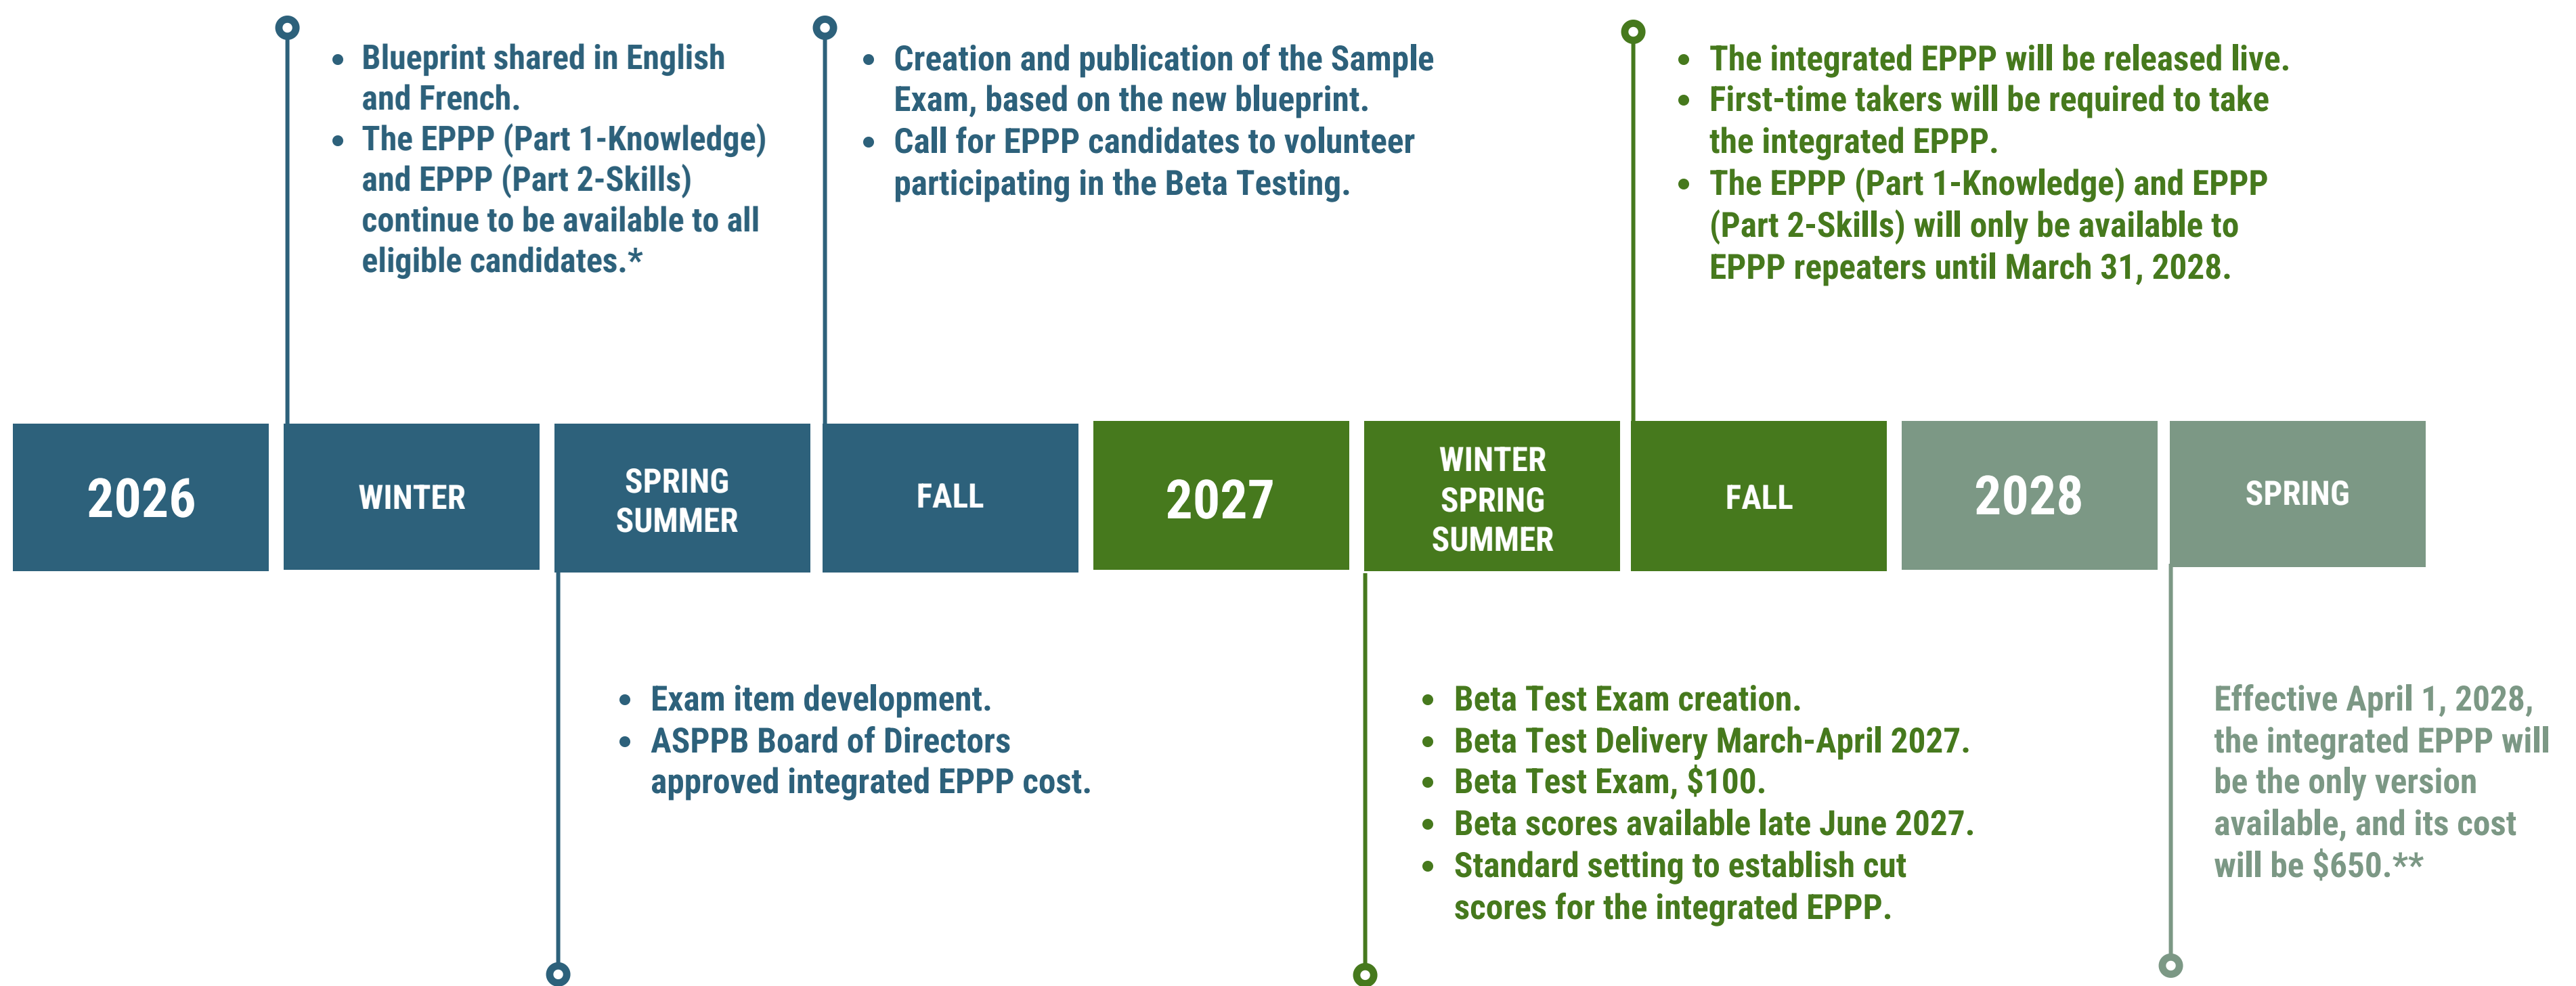 • Blueprint shared in English
and French.
• The EPPP (Part 1-Knowledge)
and EPPP (Part 2-Skills)
continue to be available to all
eligible candidates.*
• Creation and publication of the Sample
Exam, based on the new blueprint.
• Call for EPPP candidates to volunteer
participating in the Beta Testing.
• The integrated EPPP will be released live.
• First-time takers will be required to take
the integrated EPPP.
• The EPPP (Part 1-Knowledge) and EPPP
(Part 2-Skills) will only be available to
EPPP repeaters until March 31, 2028.
2026
WINTER
SPRING
SUMMER
FALL
2027
WINTER
SPRING
SUMMER
FALL
2028
SPRING
• Exam item development.
• ASPPB Board of Directors
approved integrated EPPP cost.
• Beta Test Exam creation.
• Beta Test Delivery March-April 2027.
• Beta Test Exam, $100.
• Beta scores available late June 2027.
• Standard setting to establish cut
scores for the integrated EPPP.
Effective April 1, 2028,
the integrated EPPP will
be the only version
available, and its cost
will be $650.**